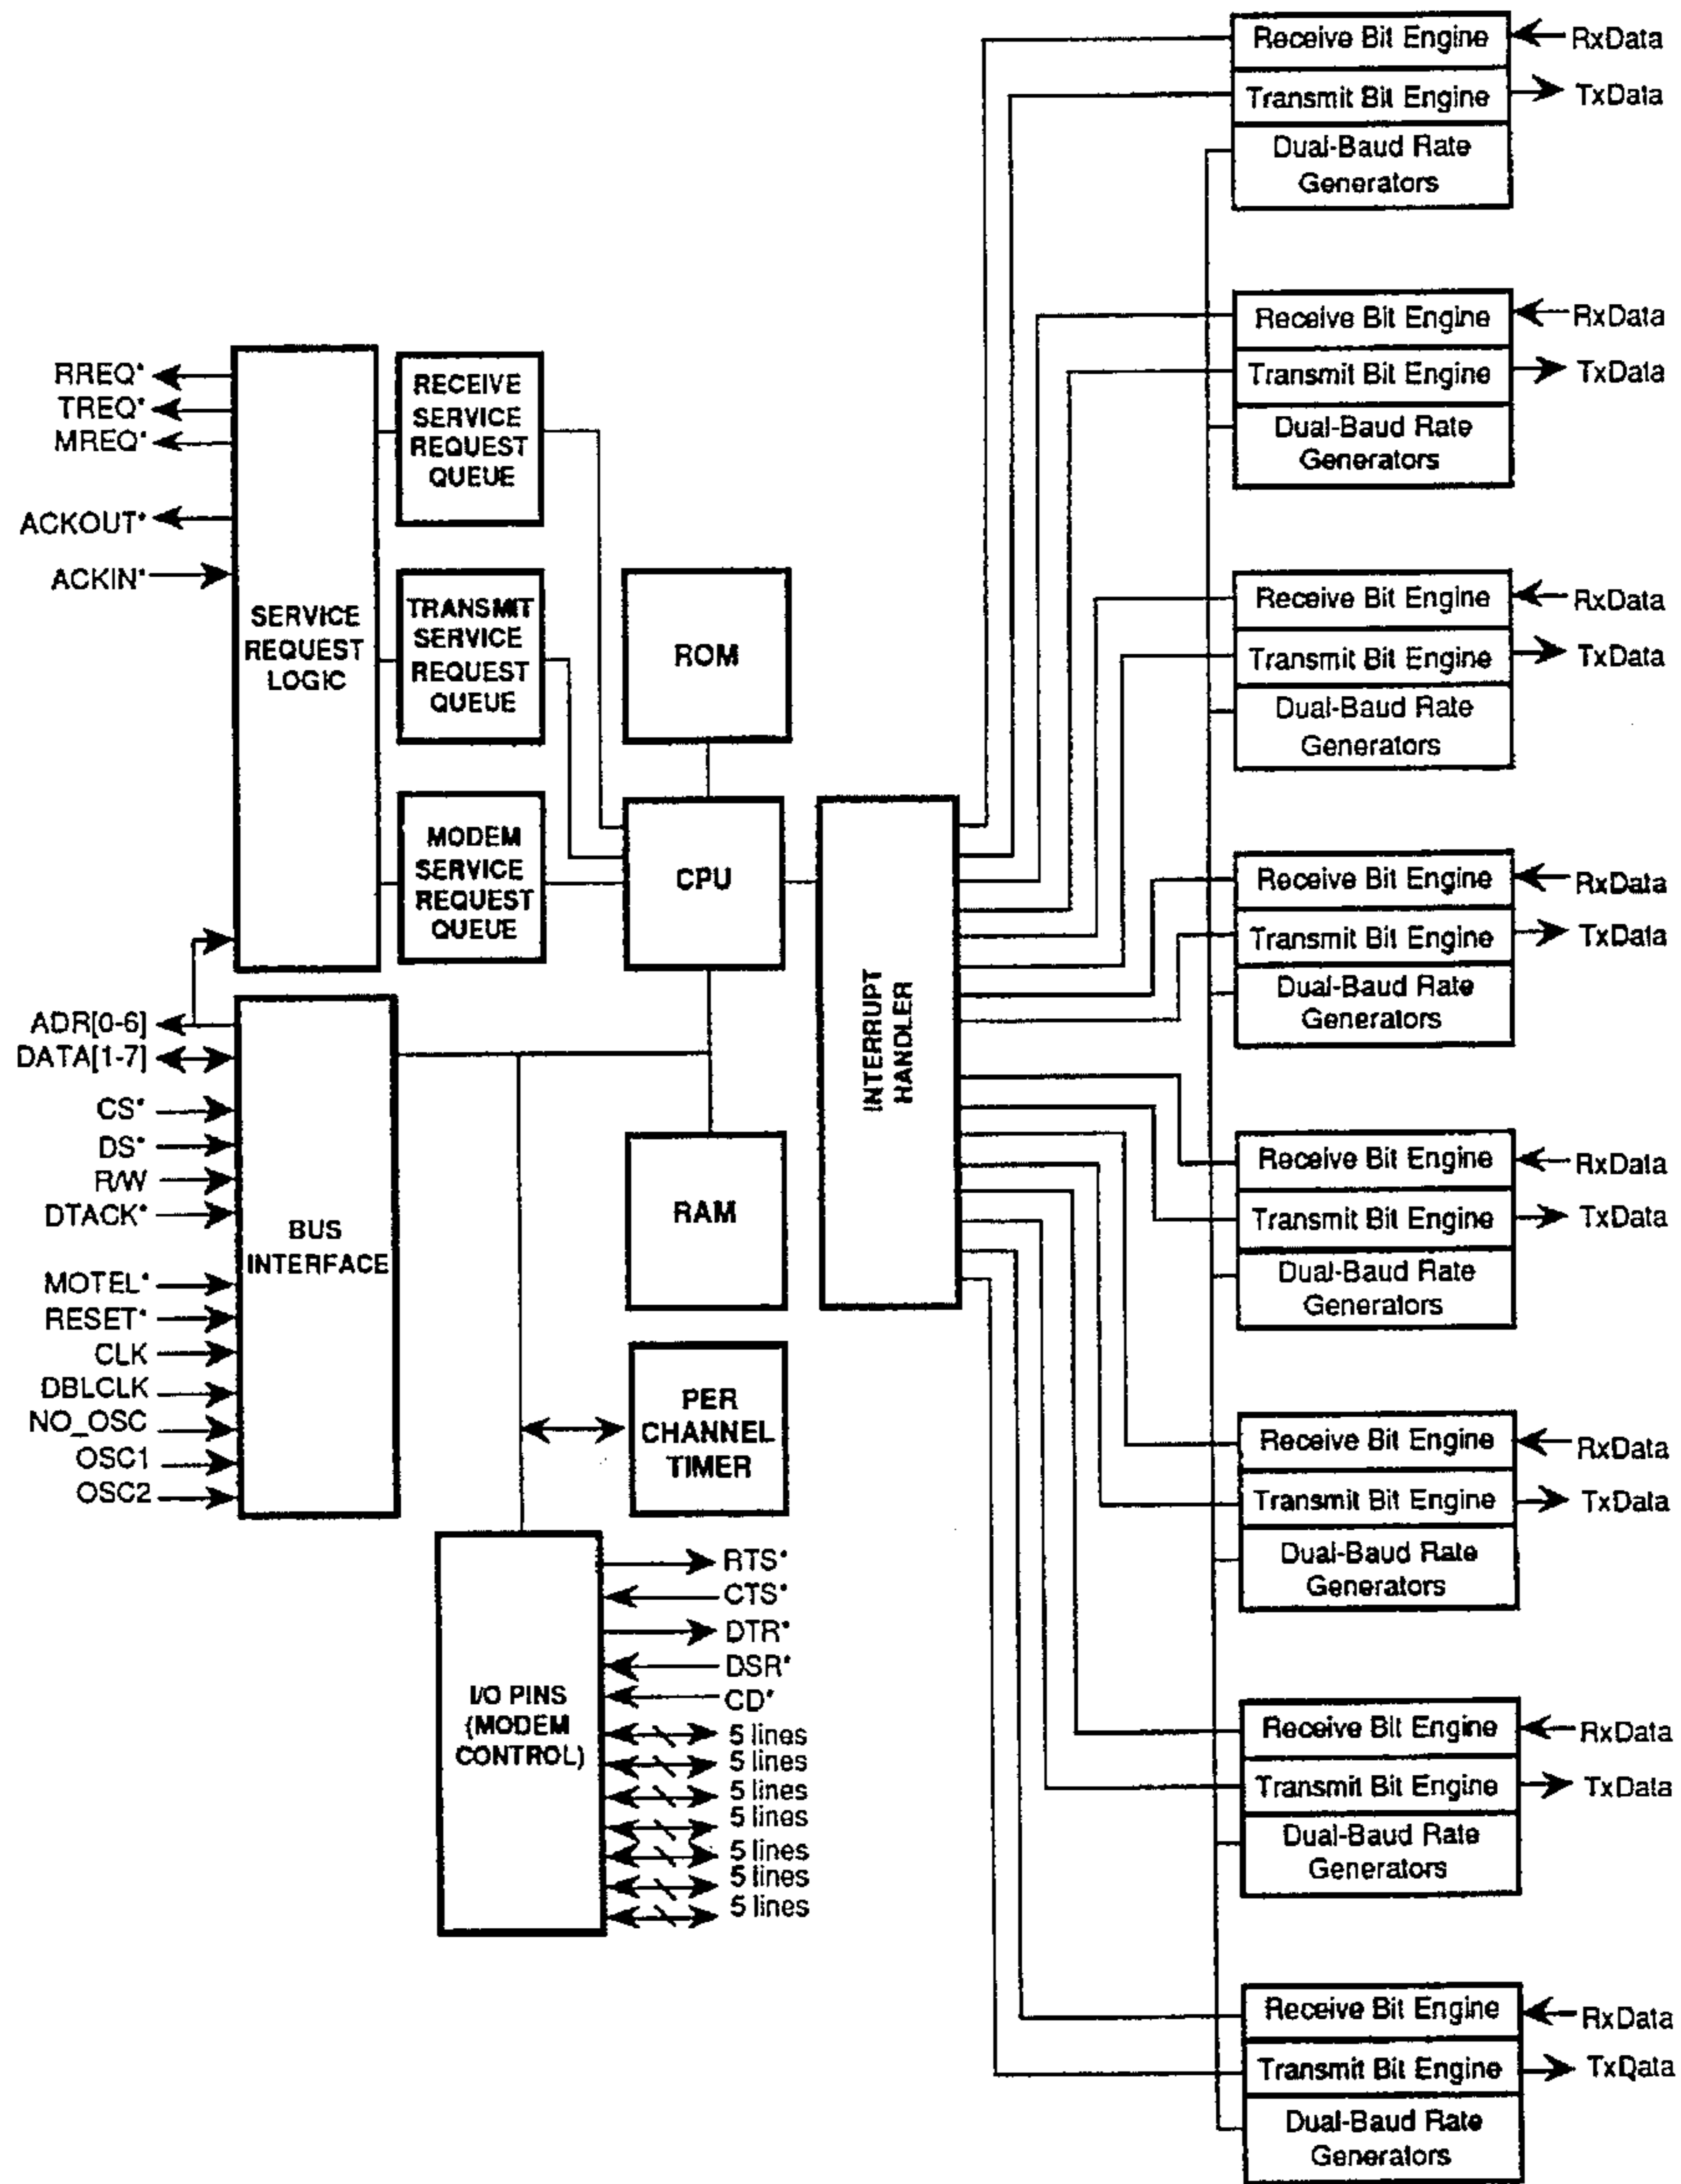 RREQ*
TREQ*
MREQ*
ACKOUT*
ACKIN*
SERVICE
REQUEST
LOGIC
RECEIVE
SERVICE
REQUEST
QUEUE
TRANSMIT
SERVICE
REQUEST
QUEUE
MODEM
SERVICE
REQUEST
QUEUE
ROM
CPU
RAM
PER
CHANNEL
TIMER
INTERRUPT
HANDLER
ADR[0-6]
DATA[1-7]
CS*
DS*
R/W
DTACK*
MOTEL*
RESET*
CLK
DBLCLK
NO_OSC
OSC1
OSC2
BUS
INTERFACE
I/O PINS
(MODEM
CONTROL)
RTS*
CTS*
DTR*
DSR*
CD*
5 lines
5 lines
5 lines
5 lines
5 lines
5 lines
5 lines
Receive Bit Engine RxData
Transmit Bit Engine TxData
Dual-Baud Rate
Generators
Receive Bit Engine RxData
Transmit Bit Engine TxData
Dual-Baud Rate
Generators
Receive Bit Engine RxData
Transmit Bit Engine TxData
Dual-Baud Rate
Generators
Receive Bit Engine RxData
Transmit Bit Engine TxData
Dual-Baud Rate
Generators
Receive Bit Engine RxData
Transmit Bit Engine TxData
Dual-Baud Rate
Generators
Receive Bit Engine RxData
Transmit Bit Engine TxData
Dual-Baud Rate
Generators
Receive Bit Engine RxData
Transmit Bit Engine TxData
Dual-Baud Rate
Generators
Receive Bit Engine RxData
Transmit Bit Engine TxData
Dual-Baud Rate
Generators